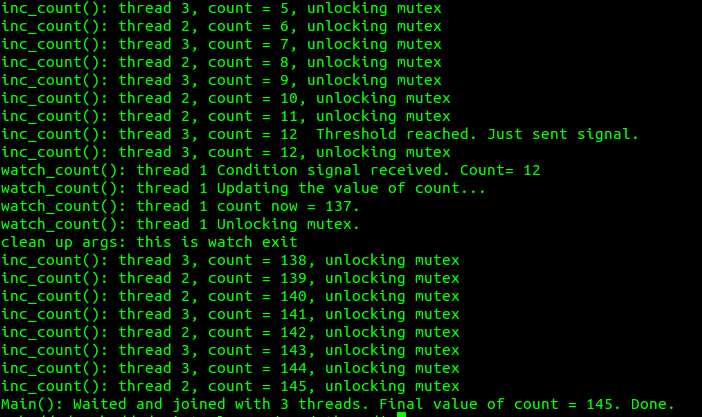 inc_count(): thread 3, count = 5, unlocking mutex
inc_count(): thread 2, count = 6, unlocking mutex
inc_count(): thread 3, count = 7, unlocking mutex
inc_count(): thread 2, count = 8, unlocking mutex
inc_count(): thread 3, count = 9, unlocking mutex
inc_count(): thread 2, count = 10, unlocking mutex
inc_count(): thread 2, count = 11, unlocking mutex
inc_count(): thread 3, count = 12  Threshold reached. Just sent signal.
inc_count(): thread 3, count = 12, unlocking mutex
watch_count(): thread 1 Condition signal received. Count= 12
watch_count(): thread 1 Updating the value of count...
watch_count(): thread 1 count now = 137.
watch_count(): thread 1 Unlocking mutex.
clean up args: this is watch exit
inc_count(): thread 3, count = 138, unlocking mutex
inc_count(): thread 2, count = 139, unlocking mutex
inc_count(): thread 2, count = 140, unlocking mutex
inc_count(): thread 3, count = 141, unlocking mutex
inc_count(): thread 2, count = 142, unlocking mutex
inc_count(): thread 3, count = 143, unlocking mutex
inc_count(): thread 3, count = 144, unlocking mutex
inc_count(): thread 2, count = 145, unlocking mutex
Main(): Waited and joined with 3 threads. Final value of count = 145. Done.